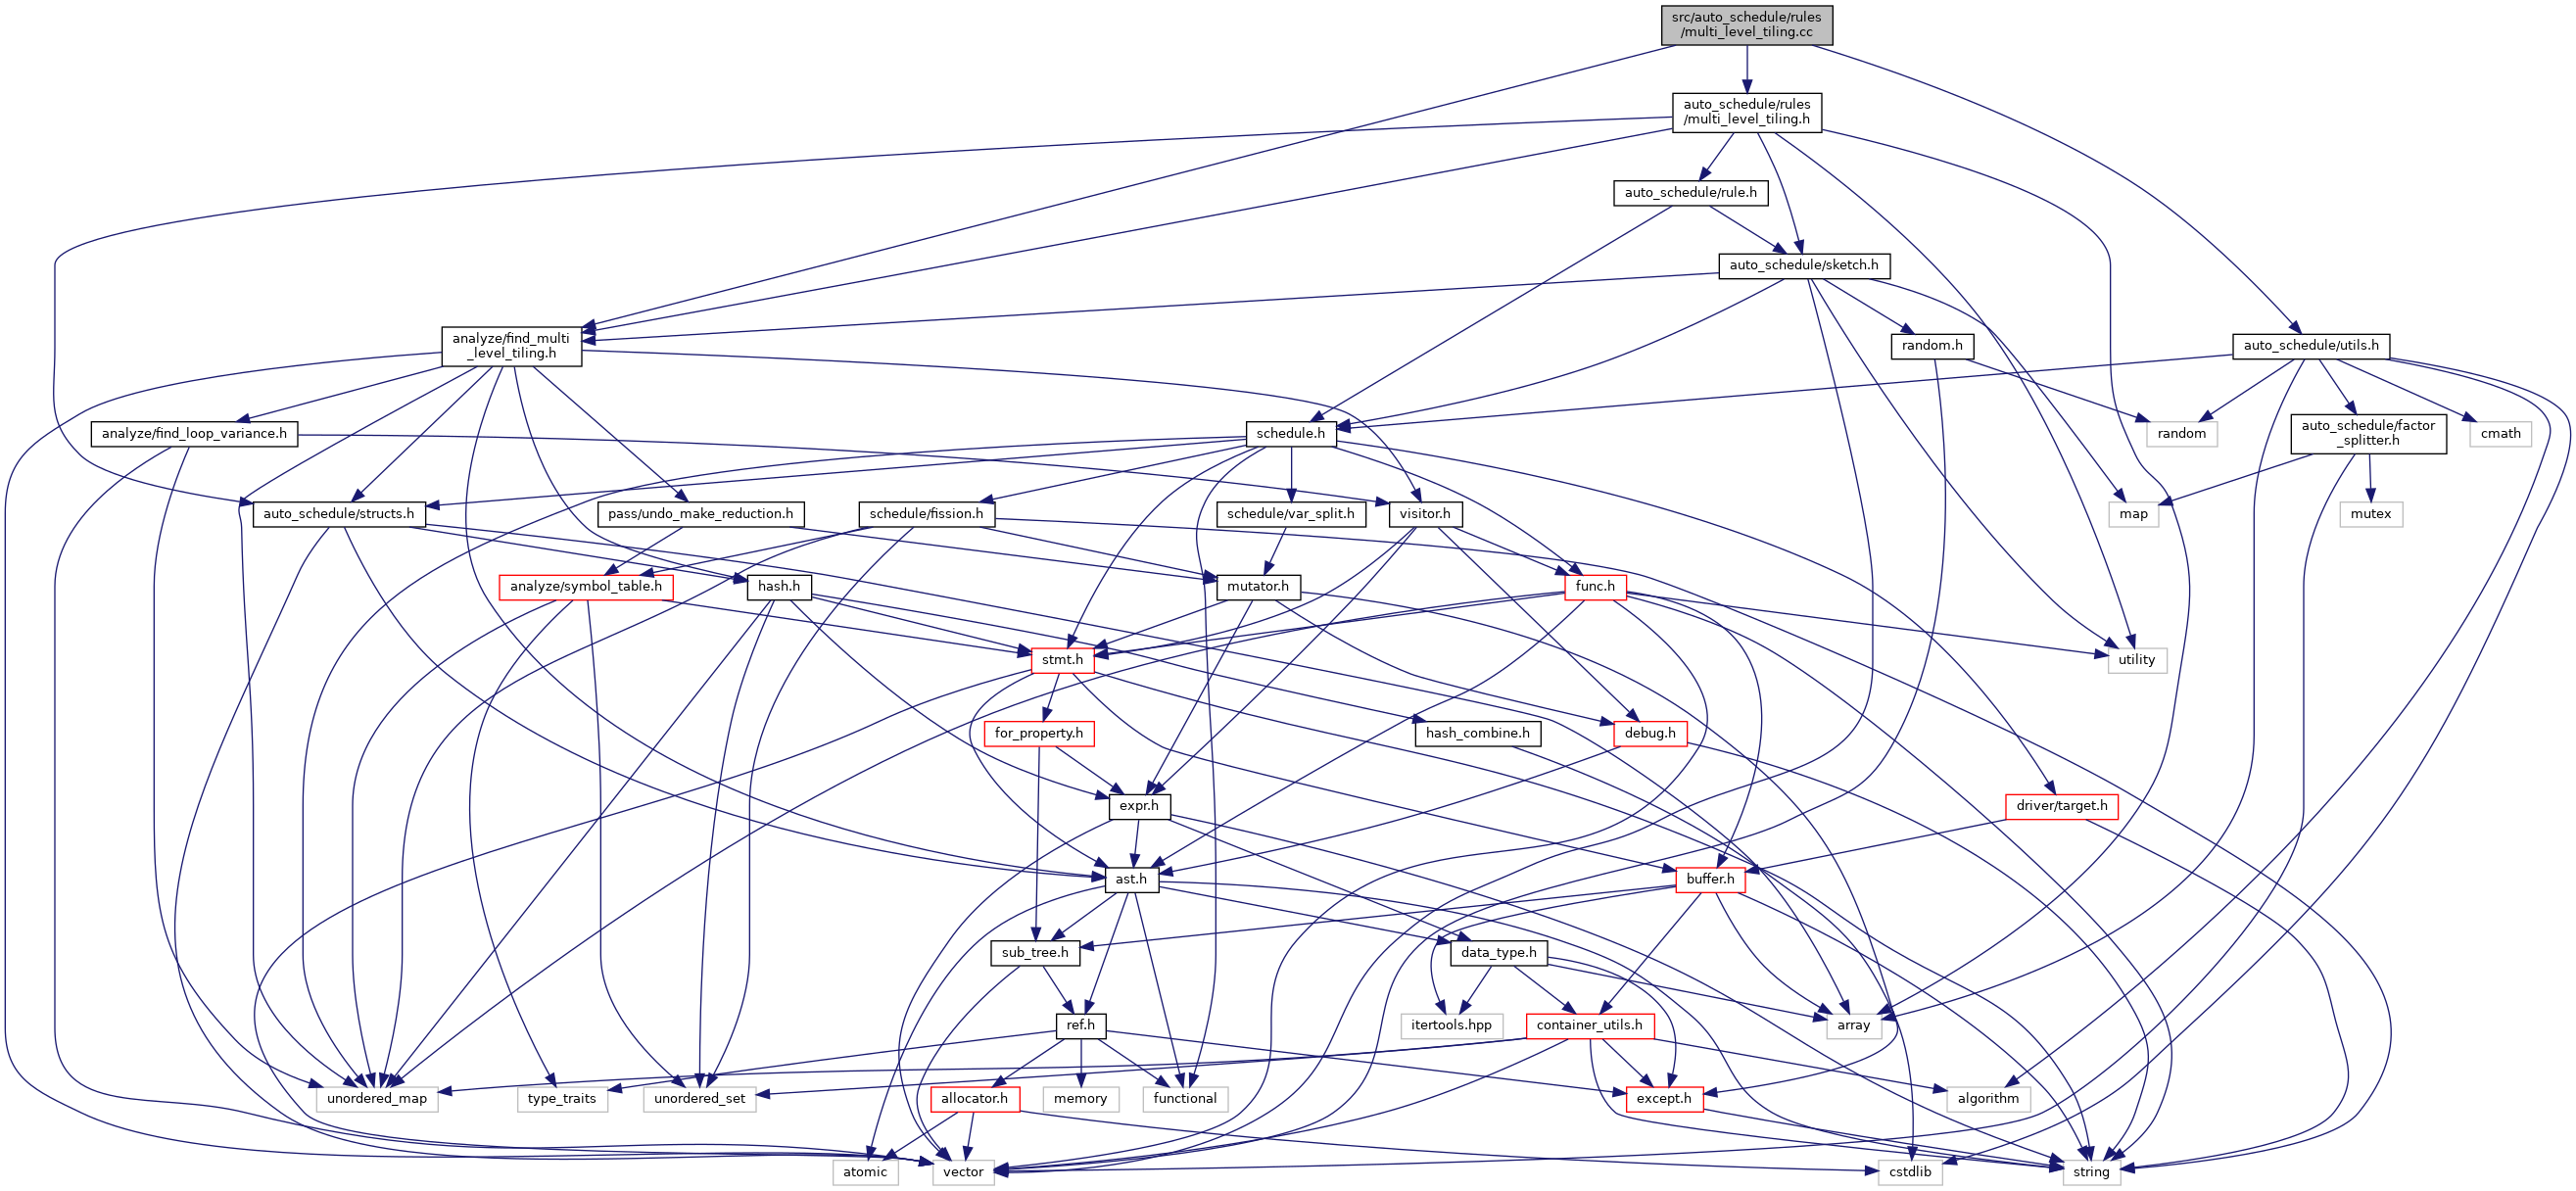 src/auto_schedule/rules
/multi_level_tiling.cc
auto_schedule/rules
/multi_level_tiling.h
auto_schedule/rule.h
auto_schedule/sketch.h
analyze/find_multi
_level_tiling.h
random.h
auto_schedule/utils.h
analyze/find_loop_variance.h
schedule.h
random
auto_schedule/factor
_splitter.h
cmath
auto_schedule/structs.h
pass/undo_make_reduction.h
schedule/fission.h
schedule/var_split.h
visitor.h
map
mutex
analyze/symbol_table.h
hash.h
mutator.h
func.h
stmt.h
utility
for_property.h
hash_combine.h
debug.h
expr.h
driver/target.h
ast.h
buffer.h
sub_tree.h
data_type.h
ref.h
itertools.hpp
container_utils.h
array
unordered_map
type_traits
unordered_set
allocator.h
memory
functional
except.h
algorithm
atomic
vector
cstdlib
string